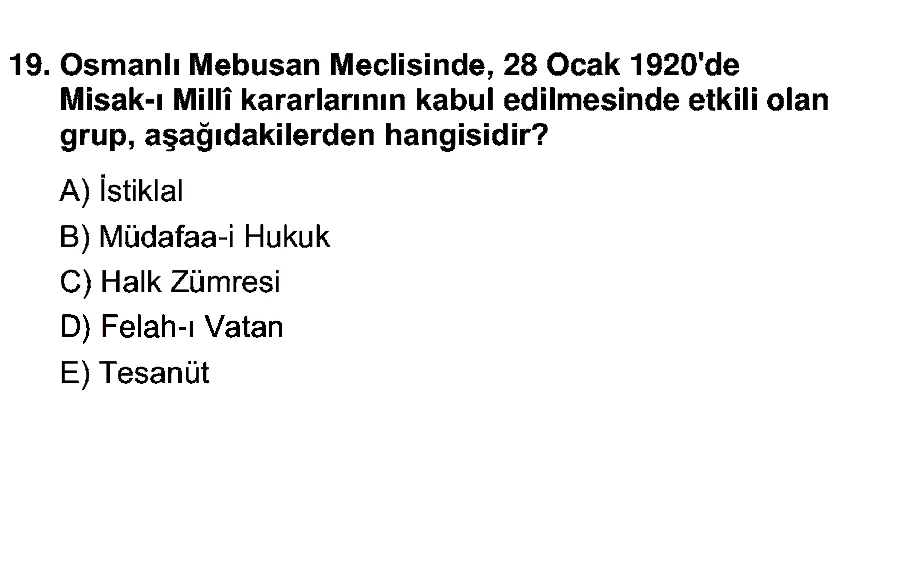 19. Osmanlı Mebusan Meclisinde, 28 Ocak 1920'de
Misak-ı Millî kararlarının kabul edilmesinde etkili olan
grup, aşağıdakilerden hangisidir?
A) İstiklal
B) Müdafaa-i Hukuk
C) Halk Zümresi
D) Felah-ı Vatan
E) Tesanüt